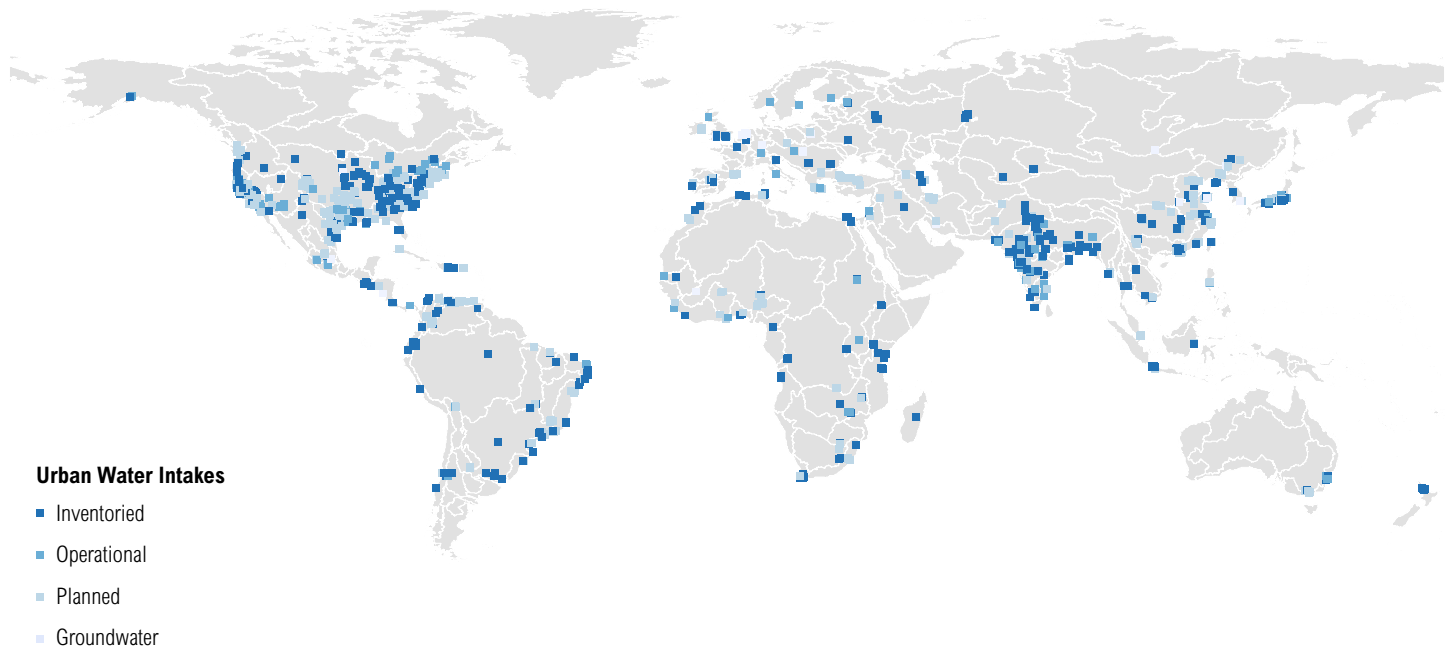 Urban Water Intakes
Inventoried
Operational
Planned
Groundwater